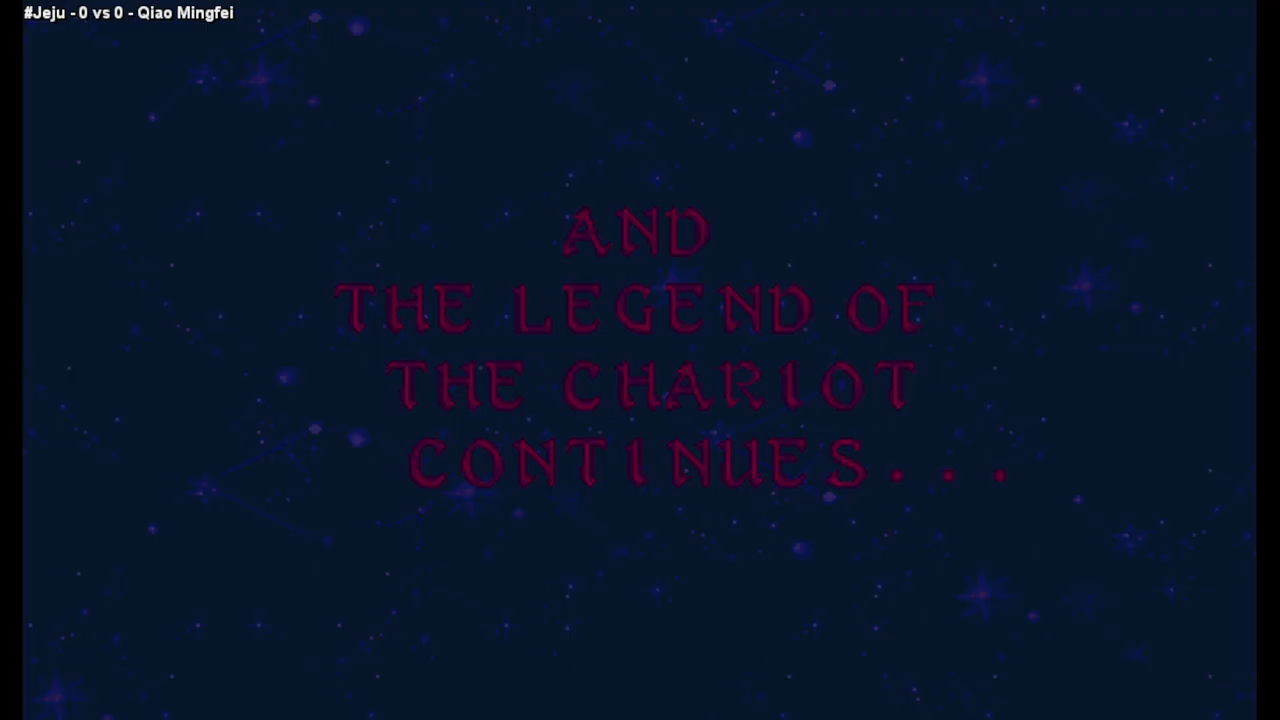 #Jeju - 0 vs 0 - Qiao Mingfei
AND
THE LEGEND OF
THE CHARIOT
CONTINUES...